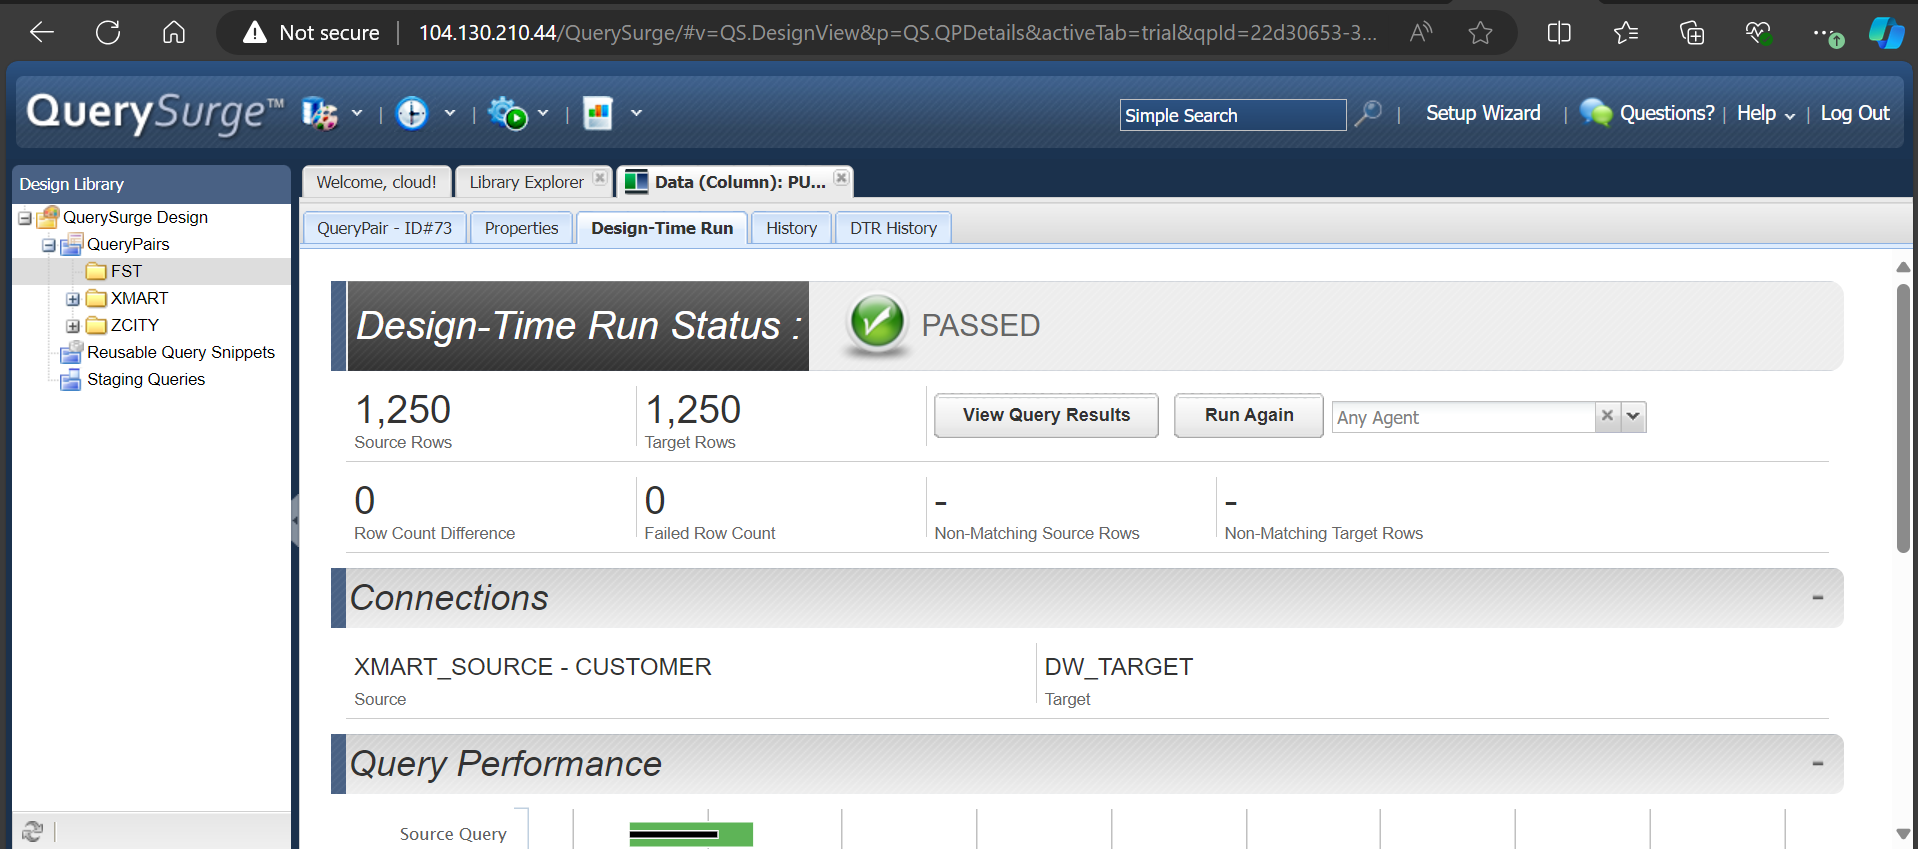 Not secure
104.130.210.44/QuerySurge/#v=QS.DesignView&p=QS.QPDetails&activeTab=trial&qpId=22d30653-3...
QuerySurge™
Simple Search
Setup Wizard
Questions?
Help
Log Out
Design Library
QuerySurge Design
QueryPairs
FST
XMART
ZCITY
Reusable Query Snippets
Staging Queries
Welcome, cloud!
Library Explorer
Data (Column): PU...
QueryPair - ID#73
Properties
Design-Time Run
History
DTR History
Design-Time Run Status :
PASSED
1,250
Source Rows
1,250
Target Rows
View Query Results
Run Again
Any Agent
0
Row Count Difference
0
Failed Row Count
-
Non-Matching Source Rows
-
Non-Matching Target Rows
Connections
XMART_SOURCE - CUSTOMER
Source
DW_TARGET
Target
Query Performance
Source Query